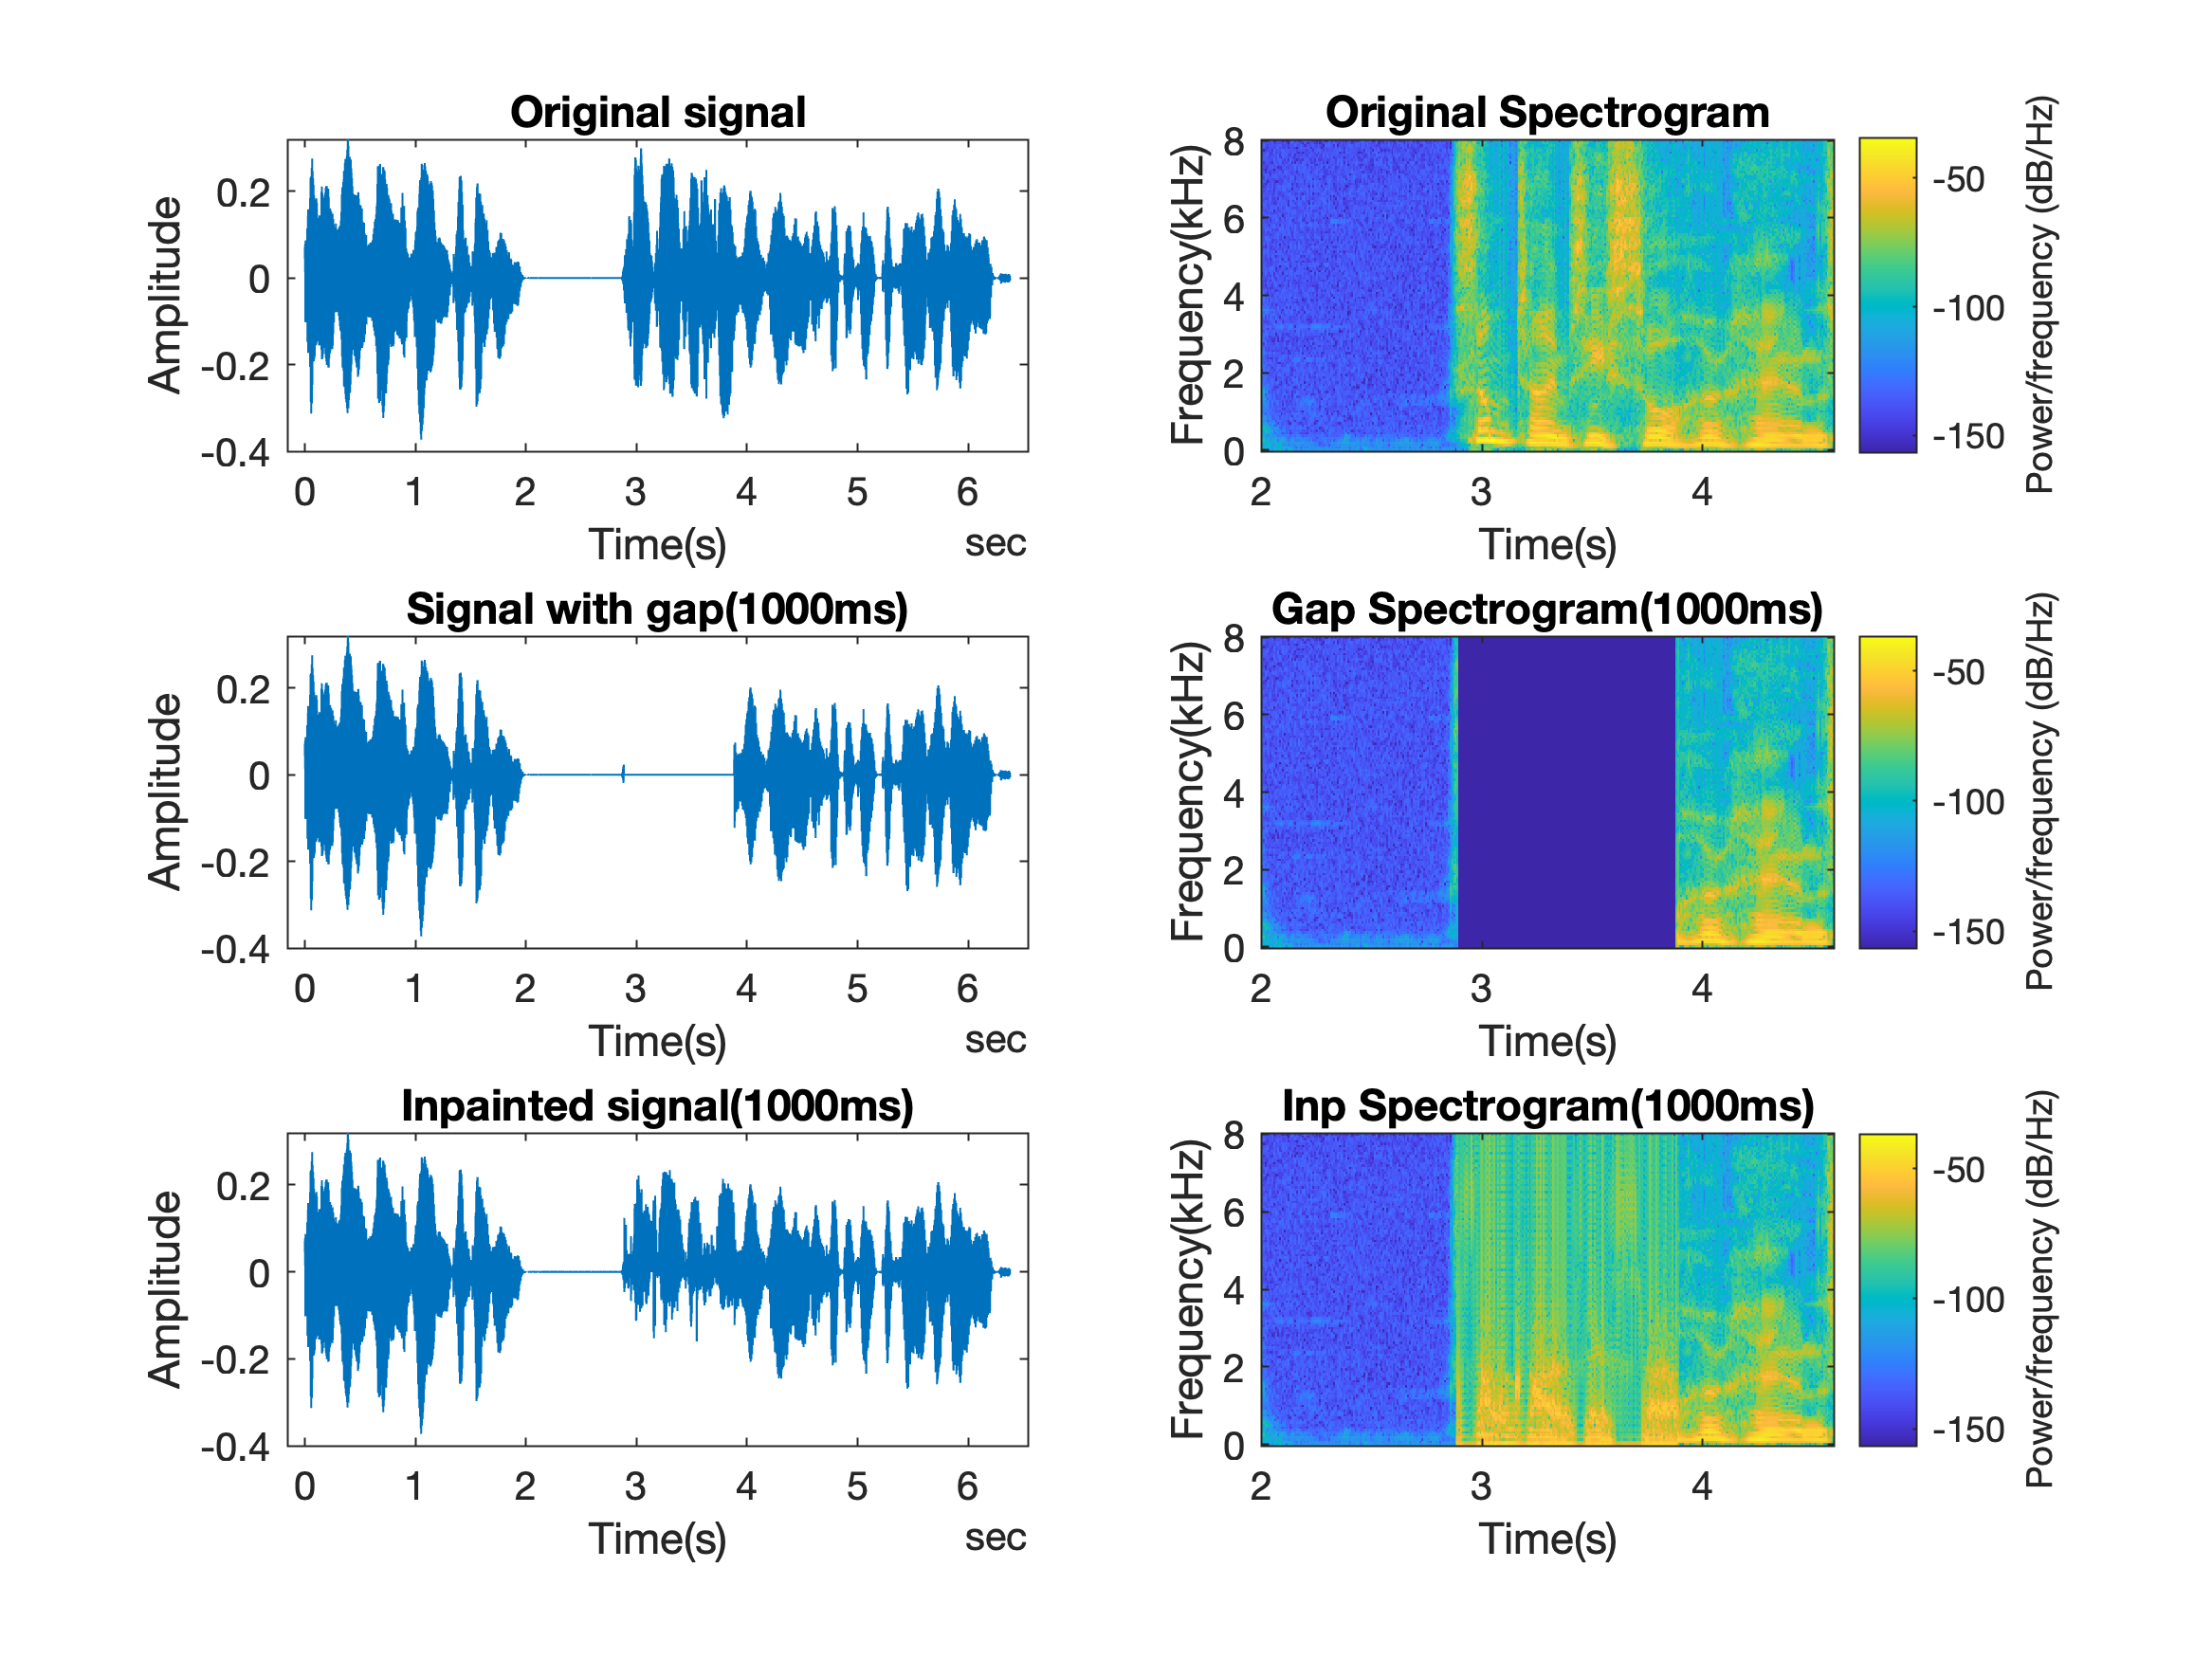 Original signal
Amplitude
0.2
0
-0.2
-0.4
0 1 2 3 4 5 6
Time(s)
sec
Original Spectrogram
Frequency(kHz)
8
6
4
2
0
2 3 4
Time(s)
-50
-100
-150
Power/frequency (dB/Hz)
Signal with gap(1000ms)
Amplitude
0.2
0
-0.2
-0.4
0 1 2 3 4 5 6
Time(s)
sec
Gap Spectrogram(1000ms)
Frequency(kHz)
8
6
4
2
0
2 3 4
Time(s)
-50
-100
-150
Power/frequency (dB/Hz)
Inpainted signal(1000ms)
Amplitude
0.2
0
-0.2
-0.4
0 1 2 3 4 5 6
Time(s)
sec
Inp Spectrogram(1000ms)
Frequency(kHz)
8
6
4
2
0
2 3 4
Time(s)
-50
-100
-150
Power/frequency (dB/Hz)